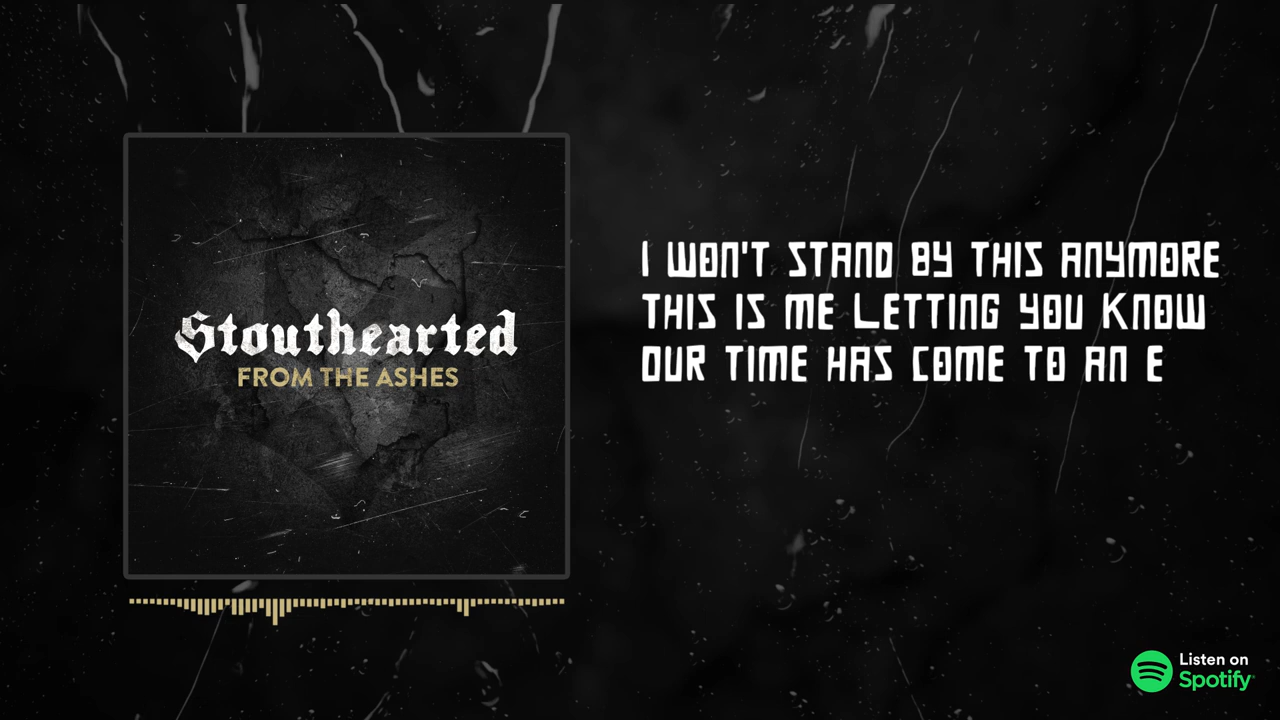 Stouthearted
FROM THE ASHES
I WON'T STAND BY THIS ANYMORE
THIS IS ME LETTING YOU KNOW
OUR TIME HAS COME TO AN E
Listen on
Spotify